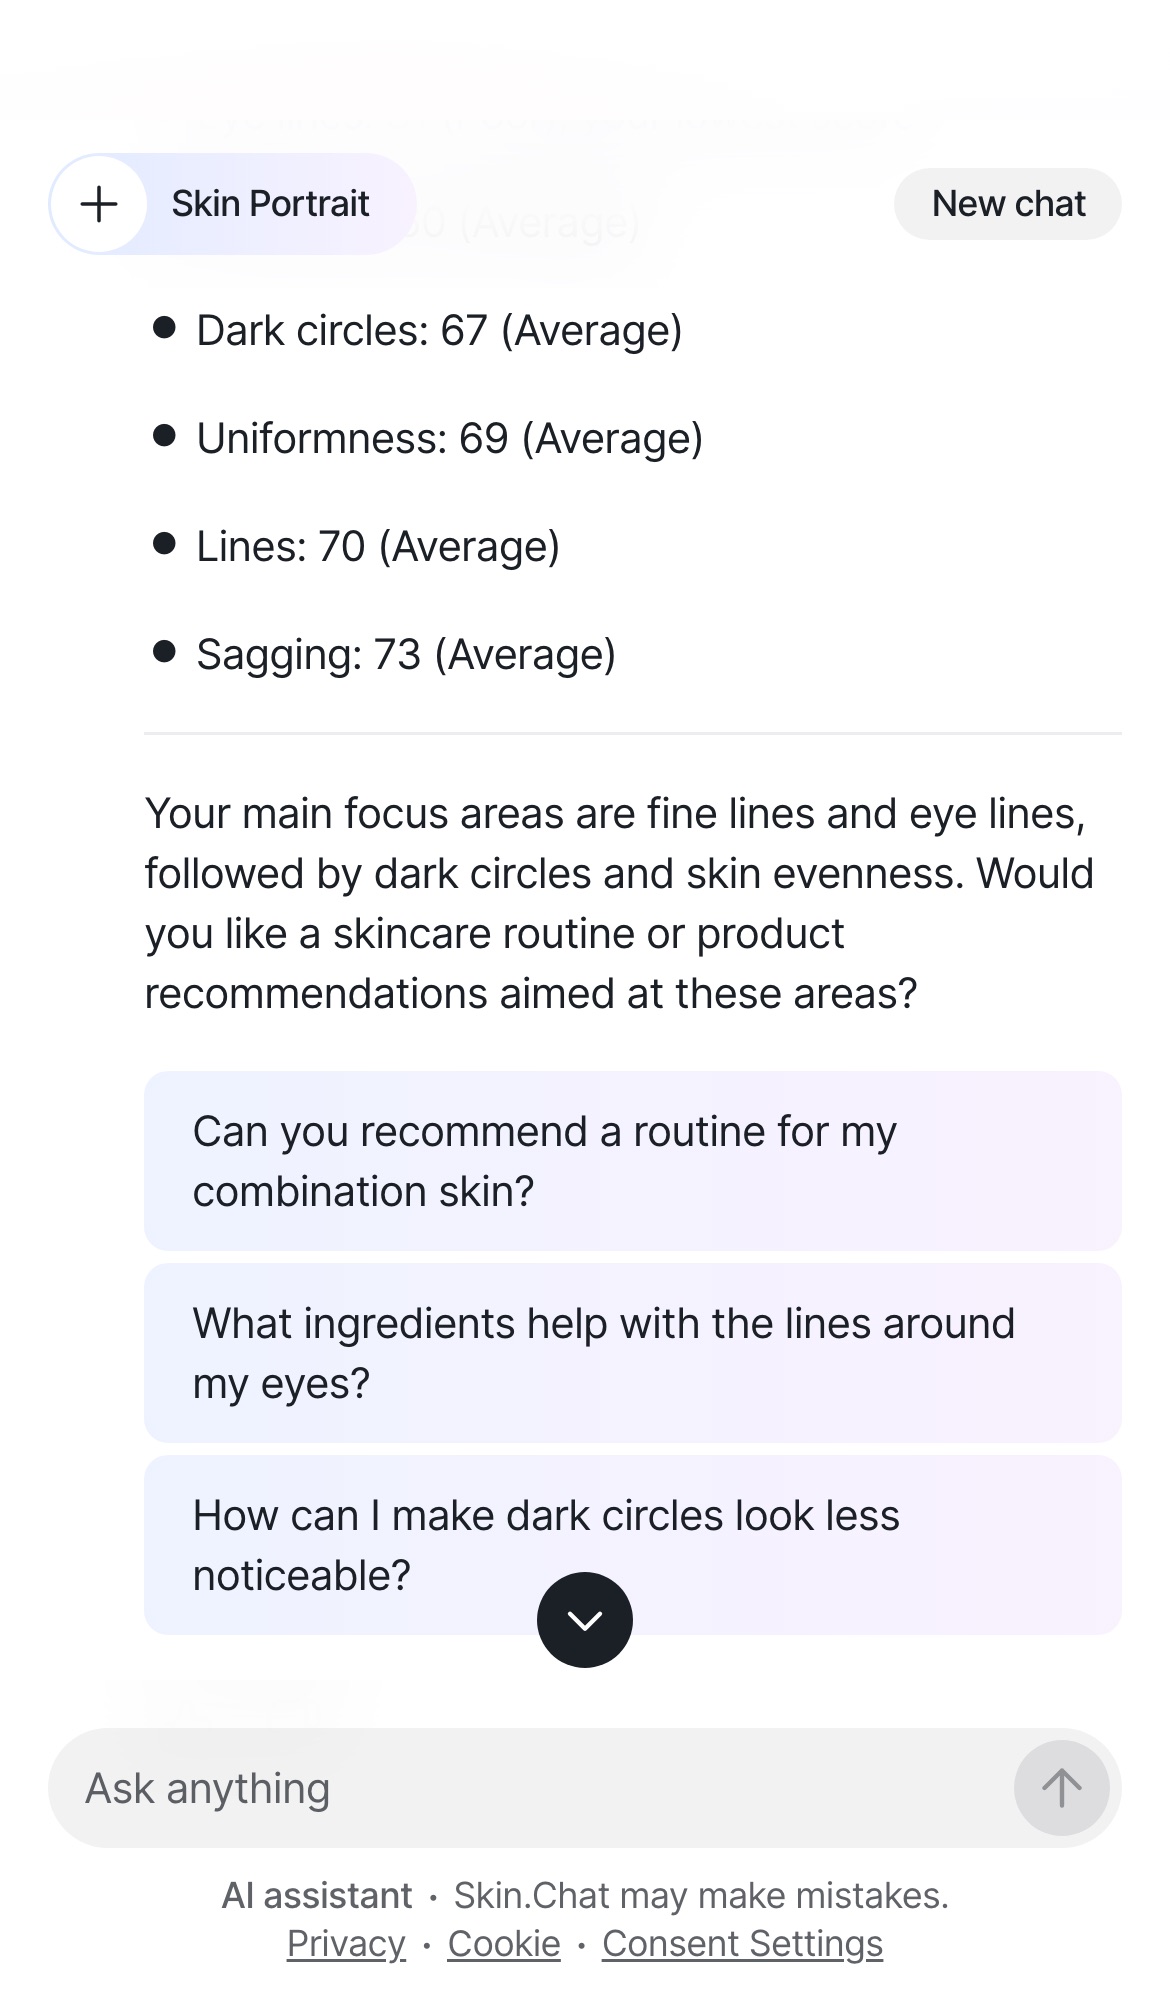 Skin Portrait
New chat
0 (Average)
Dark circles: 67 (Average)
Uniformness: 69 (Average)
Lines: 70 (Average)
Sagging: 73 (Average)
Your main focus areas are fine lines and eye lines,
followed by dark circles and skin evenness. Would
you like a skincare routine or product
recommendations aimed at these areas?
Can you recommend a routine for my
combination skin?
What ingredients help with the lines around
my eyes?
How can I make dark circles look less
noticeable?
Ask anything
AI assistant · Skin.Chat may make mistakes.
Privacy · Cookie · Consent Settings